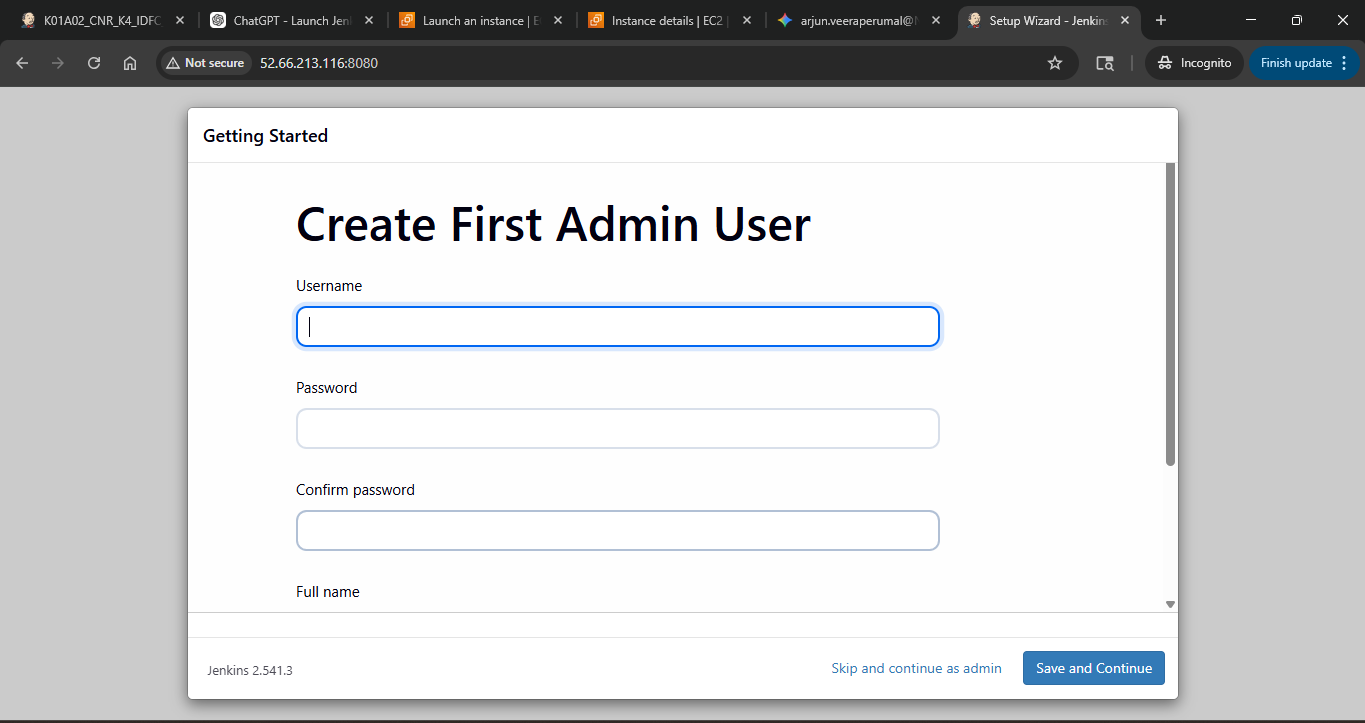 K01A02_CNR_K4_IDFC
ChatGPT - Launch Jenk
Launch an instance | E
Instance details | EC2 |
arjun.veeraperumal@
Setup Wizard - Jenkins
Not secure
52.66.213.116:8080
Incognito
Finish update
Getting Started
Create First Admin User
Username
Password
Confirm password
Full name
Jenkins 2.541.3
Skip and continue as admin
Save and Continue